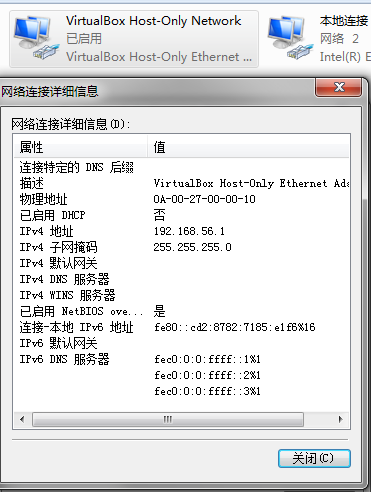 VirtualBox Host-Only Network
已启用
VirtualBox Host-Only Ethernet ...
本地连接
网络 2
Intel(R) E
网络连接详细信息
网络连接详细信息(D):
属性 值
连接特定的 DNS 后缀
描述 VirtualBox Host-Only Ethernet Ada
物理地址 0A-00-27-00-00-10
已启用 DHCP 否
IPv4 地址 192.168.56.1
IPv4 子网掩码 255.255.255.0
IPv4 默认网关
IPv4 DNS 服务器
IPv4 WINS 服务器
已启用 NetBIOS ove... 是
连接-本地 IPv6 地址 fe80::cd2:8782:7185:e1f6%16
IPv6 默认网关
IPv6 DNS 服务器 fec0:0:0:ffff::1%1
fec0:0:0:ffff::2%1
fec0:0:0:ffff::3%1
关闭(C)